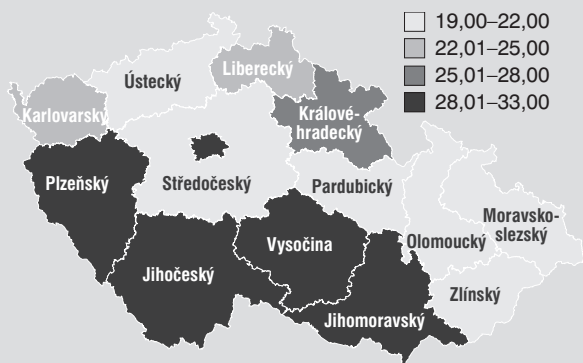 19,00–22,00
22,01–25,00
25,01–28,00
28,01–33,00
Liberecký
Ústecký
Karlovarský
Králové-
hradecký
Plzeňský
Středočeský
Pardubický
Moravsko-
slezský
Olomoucký
Vysočina
Jihočeský
Zlínský
Jihomoravský